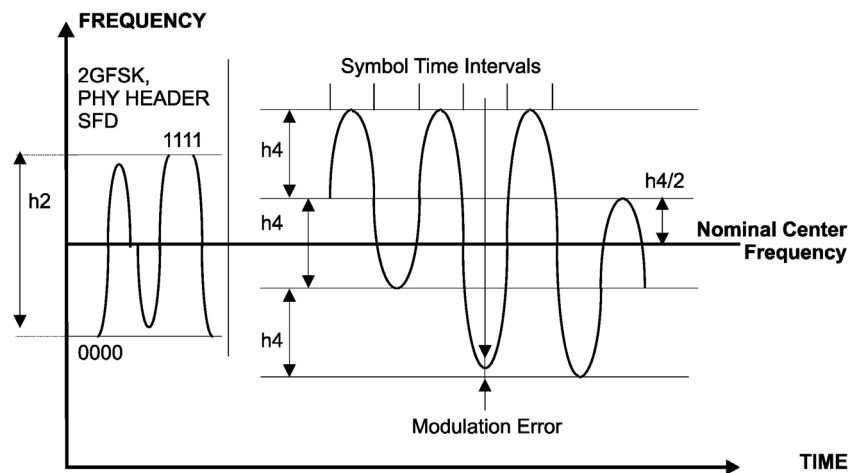 FREQUENCY
2GFSK,
PHY HEADER
SFD
1111
h2
0000
Symbol Time Intervals
h4
h4
h4
h4/2
Nominal Center
Frequency
Modulation Error
TIME